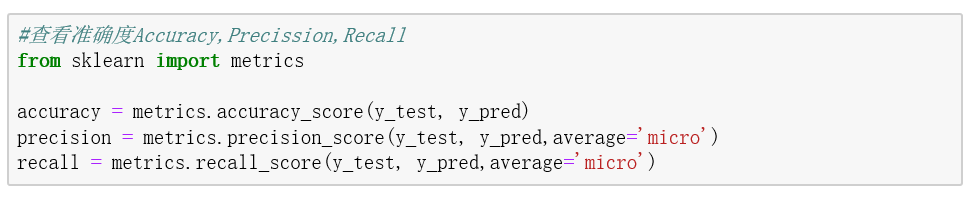 #查看准确度Accuracy,Precission,Recall
from sklearn import metrics
accuracy = metrics.accuracy_score(y_test, y_pred)
precision = metrics.precision_score(y_test, y_pred,average='micro')
recall = metrics.recall_score(y_test, y_pred,average='micro')